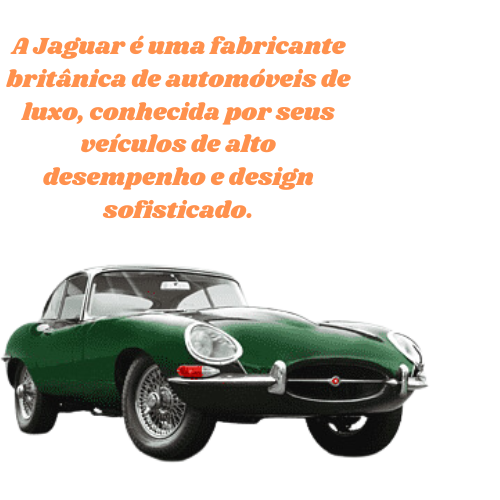 A Jaguar é uma fabricante
britânica de automóveis de
luxo, conhecida por seus
veículos de alto
desempenho e design
sofisticado.